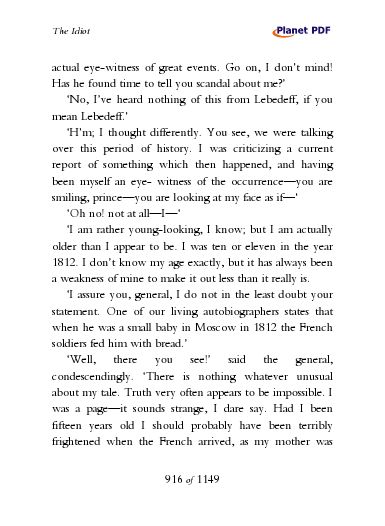 The Idiot
Planet PDF
actual eye-witness of great events. Go on, I don't mind!
Has he found time to tell you scandal about me?'
'No, I've heard nothing of this from Lebedeff, if you
mean Lebedeff.'
'H'm; I thought differently. You see, we were talking
over this period of history. I was criticizing a current
report of something which then happened, and having
been myself an eye- witness of the occurrence—you are
smiling, prince—you are looking at my face as if—'
'Oh no! not at all—I—'
'I am rather young-looking, I know; but I am actually
older than I appear to be. I was ten or eleven in the year
1812. I don't know my age exactly, but it has always been
a weakness of mine to make it out less than it really is.
'I assure you, general, I do not in the least doubt your
statement. One of our living autobiographers states that
when he was a small baby in Moscow in 1812 the French
soldiers fed him with bread.'
'Well, there you see!' said the general,
condescendingly. 'There is nothing whatever unusual
about my tale. Truth very often appears to be impossible. I
was a page—it sounds strange, I dare say. Had I been
fifteen years old I should probably have been terribly
frightened when the French arrived, as my mother was
916 of 1149